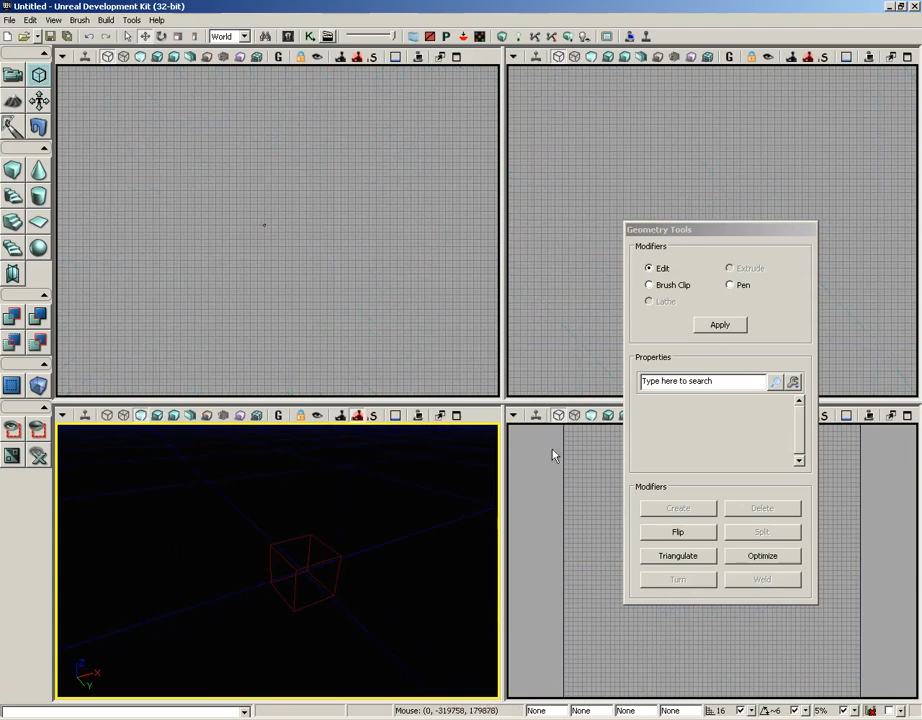 Untitled - Unreal Development Kit (32-bit)
File Edit View Brush Build Tools Help
World
K
P
G
S
G
S
Geometry Tools
Modifiers
Edit
Extrude
Brush Clip
Pen
Lathe
Apply
Properties
Type here to search
S
S
G
Modifiers
Create
Delete
Flip
Split
Triangulate
Optimize
Turn
Weld
Z
X
Y
Mouse: (0, -319758, 179878)
None
None
None
None
16
~6
5%